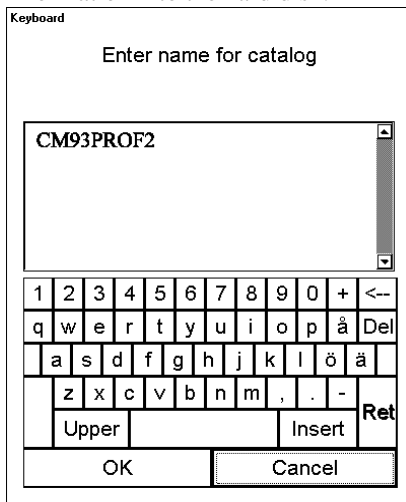 Keyboard
Enter name for catalog
CM93PROF2
1 2 3 4 5 6 7 8 9 0 + <--
q w e r t y u i o p å Del
a s d f g h j k l ö ä
z x c v b n m , . -
Ret
Upper Insert
OK Cancel